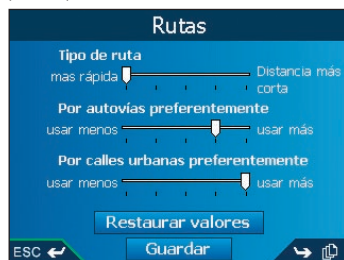 Rutas
Tipo de ruta
mas rápida
Distancia más
corta
Por autovías preferentemente
usar menos
usar más
Por calles urbanas preferentemente
usar menos
usar más
Restaurar valores
Guardar
ESC